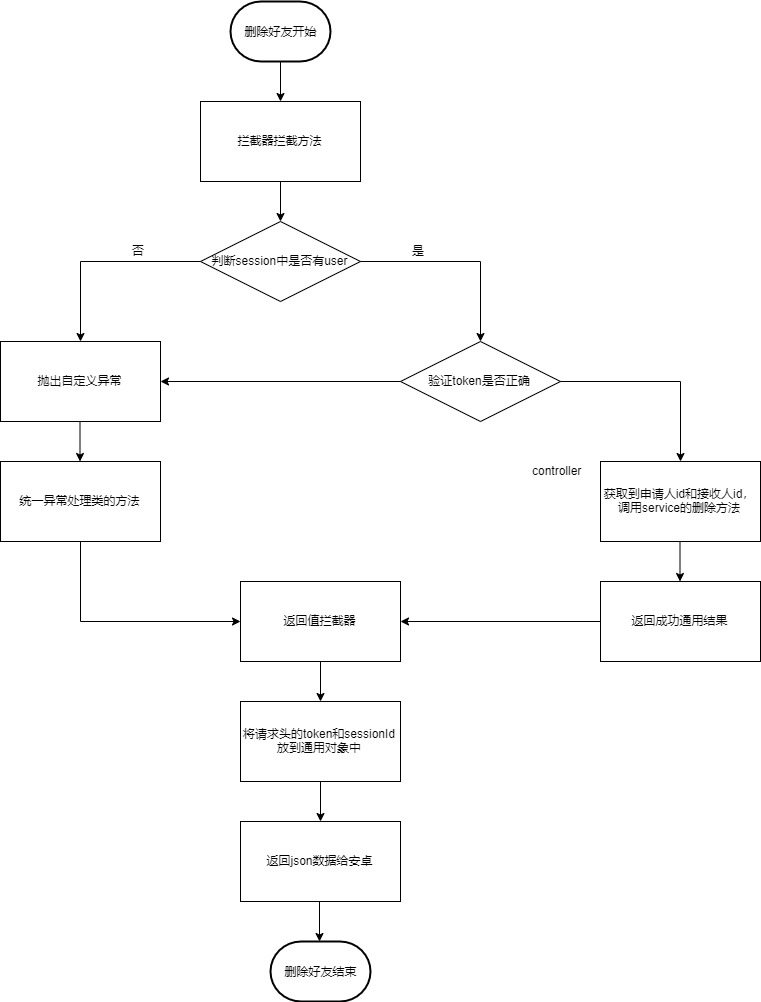 删除好友开始
拦截器拦截方法
否
是
判断session中是否有user
抛出自定义异常
验证token是否正确
统一异常处理类的方法
controller
获取到申请人id和接收人id，
调用service的删除方法
返回值拦截器
返回成功通用结果
将请求头的token和sessionId
放到通用对象中
返回json数据给安卓
删除好友结束